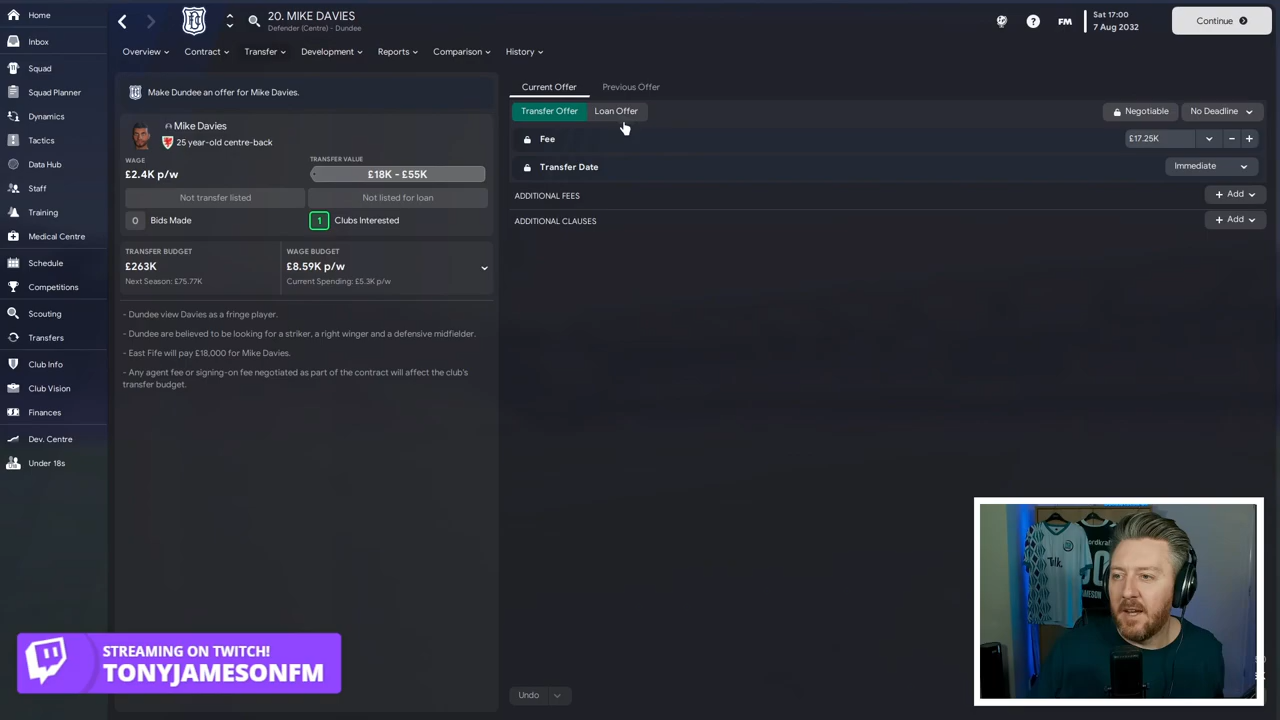 Home
Inbox
Squad
Squad Planner
Dynamics
Tactics
Data Hub
Staff
Training
Medical Centre
Schedule
Competitions
Scouting
Transfers
Club Info
Club Vision
Finances
Dev. Centre
Under 18s
20. MIKE DAVIES
Defender (Centre) - Dundee
FM
Sat 17:00
7 Aug 2032
Continue
Overview
Contract
Transfer
Development
Reports
Comparison
History
Make Dundee an offer for Mike Davies.
Mike Davies
25 year-old centre-back
WAGE
£2.4K p/w
TRANSFER VALUE
£18K - £55K
Not transfer listed
Not listed for loan
0 Bids Made
1 Clubs Interested
TRANSFER BUDGET
£263K
Next Season: £75.77K
WAGE BUDGET
£8.59K p/w
Current Spending: £5.3K p/w
- Dundee view Davies as a fringe player.
- Dundee are believed to be looking for a striker, a right winger and a defensive midfielder.
- East Fife will pay £18,000 for Mike Davies.
- Any agent fee or signing-on fee negotiated as part of the contract will affect the club's
transfer budget.
Current Offer
Previous Offer
Transfer Offer
Loan Offer
Negotiable
No Deadline
Fee
£17.25K
Transfer Date
Immediate
ADDITIONAL FEES
+ Add
ADDITIONAL CLAUSES
+ Add
Undo
STREAMING ON TWITCH!
TONYJAMESONFM
Talk.
JAMESON